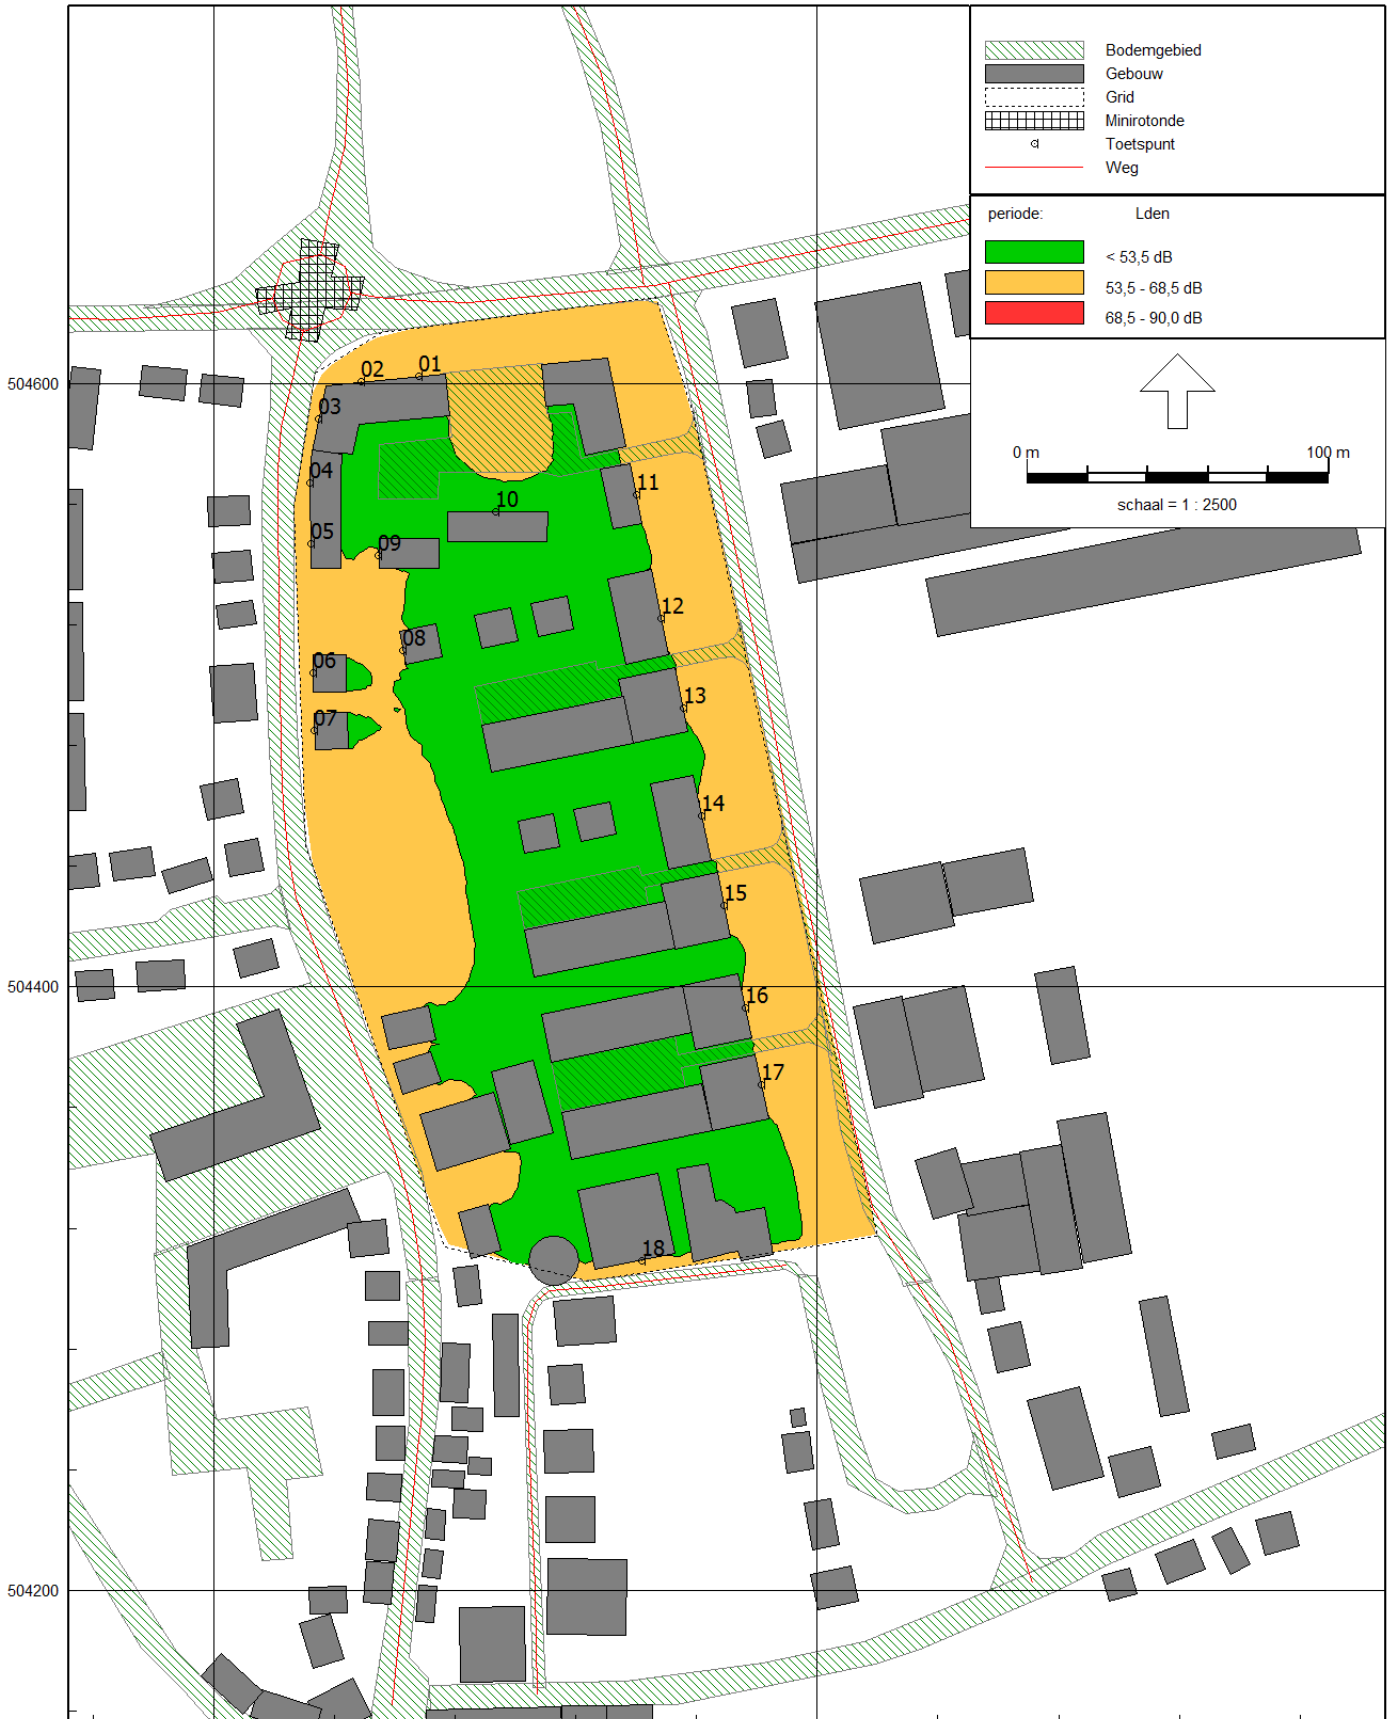 Bodemgebied
Gebouw
Grid
Minirotonde
Toetspunt
Weg
periode: Lden
< 53,5 dB
53,5 - 68,5 dB
68,5 - 90,0 dB
0 m 100 m
schaal = 1 : 2500
504600
01
02
03
04
11
10
05
09
12
08
06
13
07
14
15
504400
16
17
18
504200